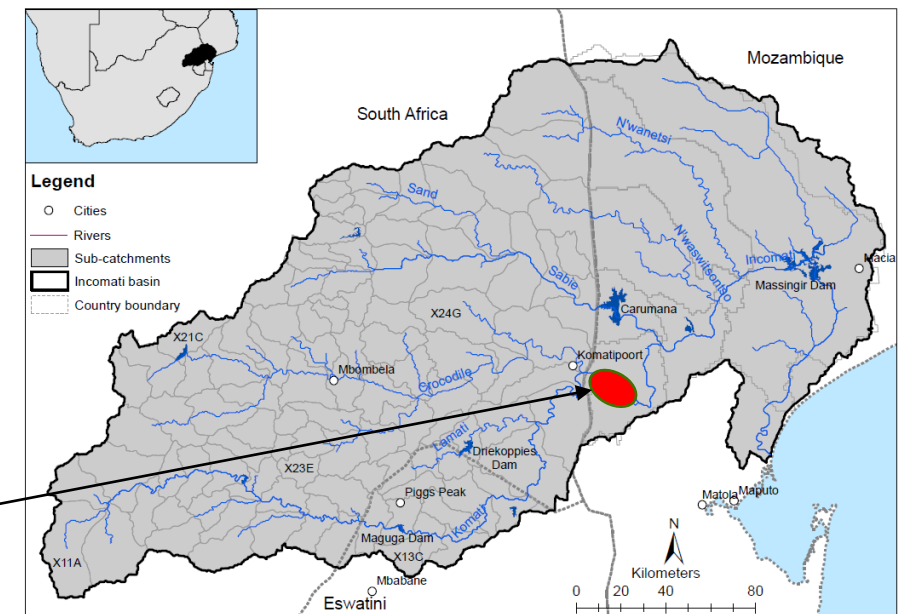 Mozambique
South Africa
N'wanetsi
Legend
Cities
Rivers
Sub-catchments
Incomati basin
Country boundary
Sand
N'waswitsontso
Sabie
Incomati
Macia
Massingir Dam
Carumana
X24G
X21C
Komatipoort
Mbombela
Crocodile
Lamati
Driekoppies
Dam
X23E
Piggs Peak
Komati
Matola
Maputo
Maguga Dam
X13C
X11A
N
Kilometers
Mbabane
Eswatini
0 20 40 80